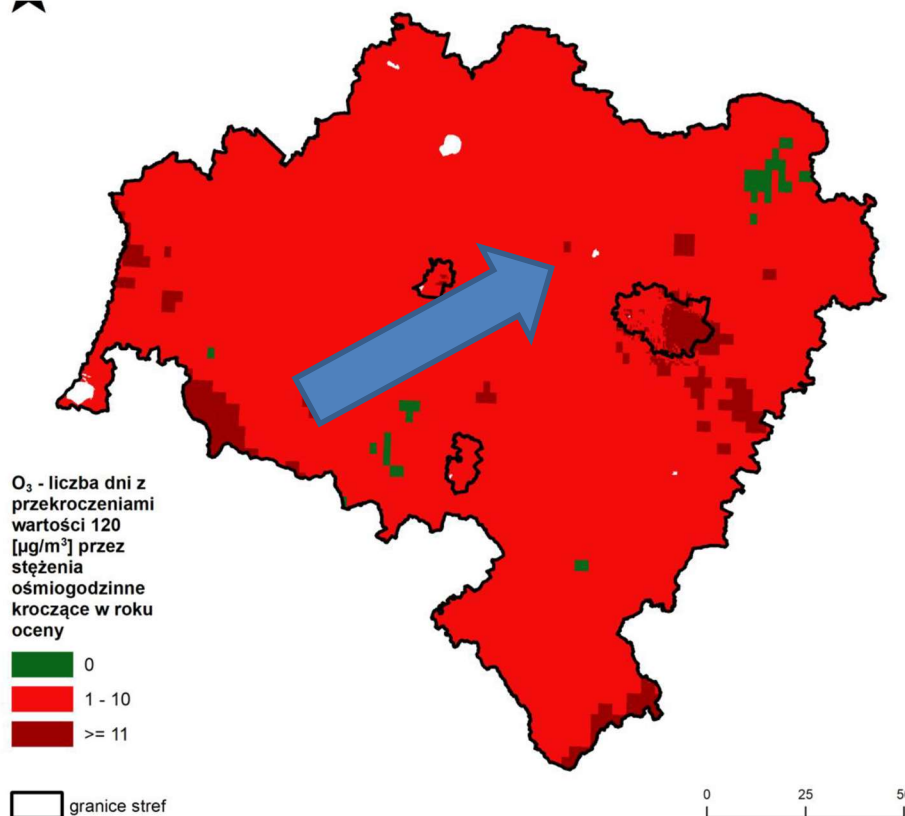 O₃ - liczba dni z
przekroczeniami
wartości 120
[µg/m³] przez
stężenia
ośmiogodzinne
kroczące w roku
oceny
0
1 - 10
>= 11
granice stref
0 25